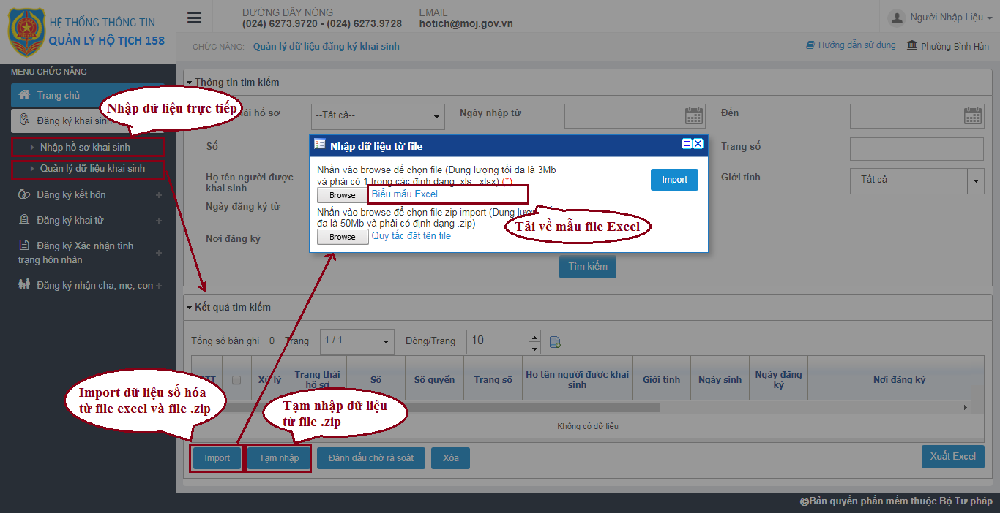 HỆ THỐNG THÔNG TIN
QUẢN LÝ HỘ TỊCH 158
ĐƯỜNG DÂY NÓNG
(024) 6273.9720 - (024) 6273.9728
EMAIL
hotich@moj.gov.vn
Người Nhập Liệu
CHỨC NĂNG: Quản lý dữ liệu đăng ký khai sinh
Hướng dẫn sử dụng
Phường Bình Hàn
MENU CHỨC NĂNG
Trang chủ
Đăng ký khai sinh
Nhập hồ sơ khai sinh
Quản lý dữ liệu khai sinh
Đăng ký kết hôn
Đăng ký khai tử
Đăng ký Xác nhận tình
trạng hôn nhân
Đăng ký nhận cha, mẹ, con
Nhập dữ liệu trực tiếp
Thông tin tìm kiếm
hồ sơ
--Tất cả--
Ngày nhập từ
Đến
Số
Trang số
Họ tên người được
khai sinh
Giới tính
--Tất cả--
Ngày đăng ký từ
Nơi đăng ký
Nhập dữ liệu từ file
Nhấn vào browse để chọn file (Dung lượng tối đa là 3Mb
và phải có 1 trong các định dạng .xls, .xlsx) (*)
Import
Browse
Biểu mẫu Excel
Nhấn vào browse để chọn file zip import (Dung
đa là 50Mb và phải có định dạng .zip)
Browse
Quy tắc đặt tên file
Tải về mẫu file Excel
Tìm kiếm
Kết quả tìm kiếm
Tổng số bản ghi 0 Trang 1 / 1 Dòng/Trang 10
Xử lý
Trạng thái
hồ sơ
Số
Số quyển
Trang số
Họ tên người được khai
sinh
Giới tính
Ngày sinh
Ngày đăng
ký
Nơi đăng ký
Không có dữ liệu
Import dữ liệu số hóa
từ file excel và file .zip
Tạm nhập dữ liệu
từ file .zip
Import
Tạm nhập
Đánh dấu chờ rà soát
Xóa
Xuất Excel
©Bản quyền phần mềm thuộc Bộ Tư pháp